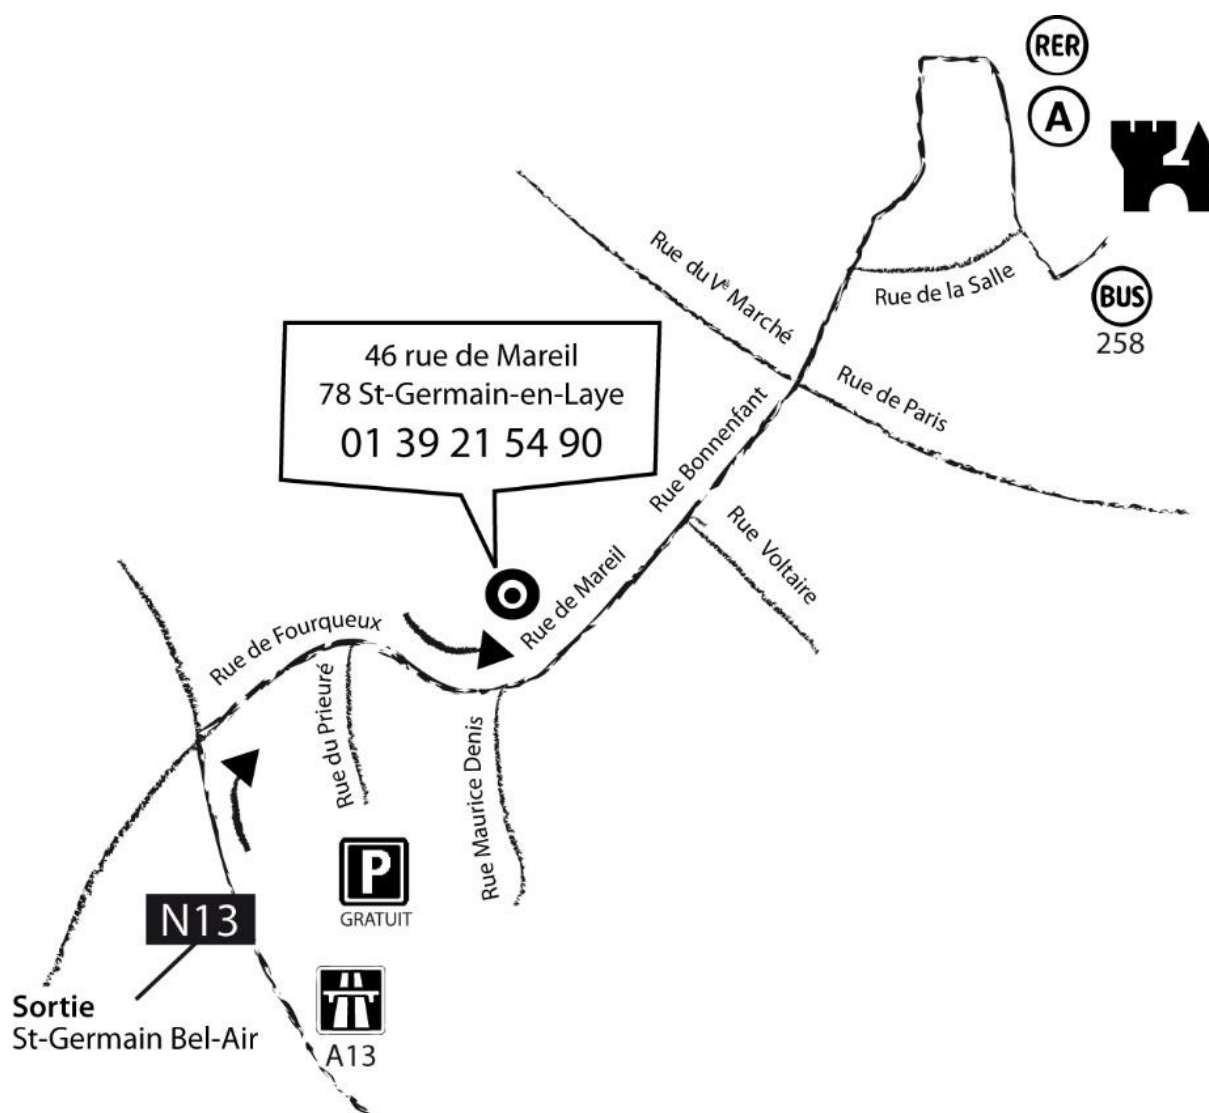 RER
A
Rue du Vê Marché
Rue de la Salle
BUS
258
46 rue de Mareil
78 St-Germain-en-Laye
01 39 21 54 90
Rue de Paris
Rue Bonnenfant
Rue Voltaire
Rue de Mareil
Rue de Fourqueux
Rue du Prieuré
Rue Maurice Denis
P
GRATUIT
N13
Sortie
St-Germain Bel-Air
A13